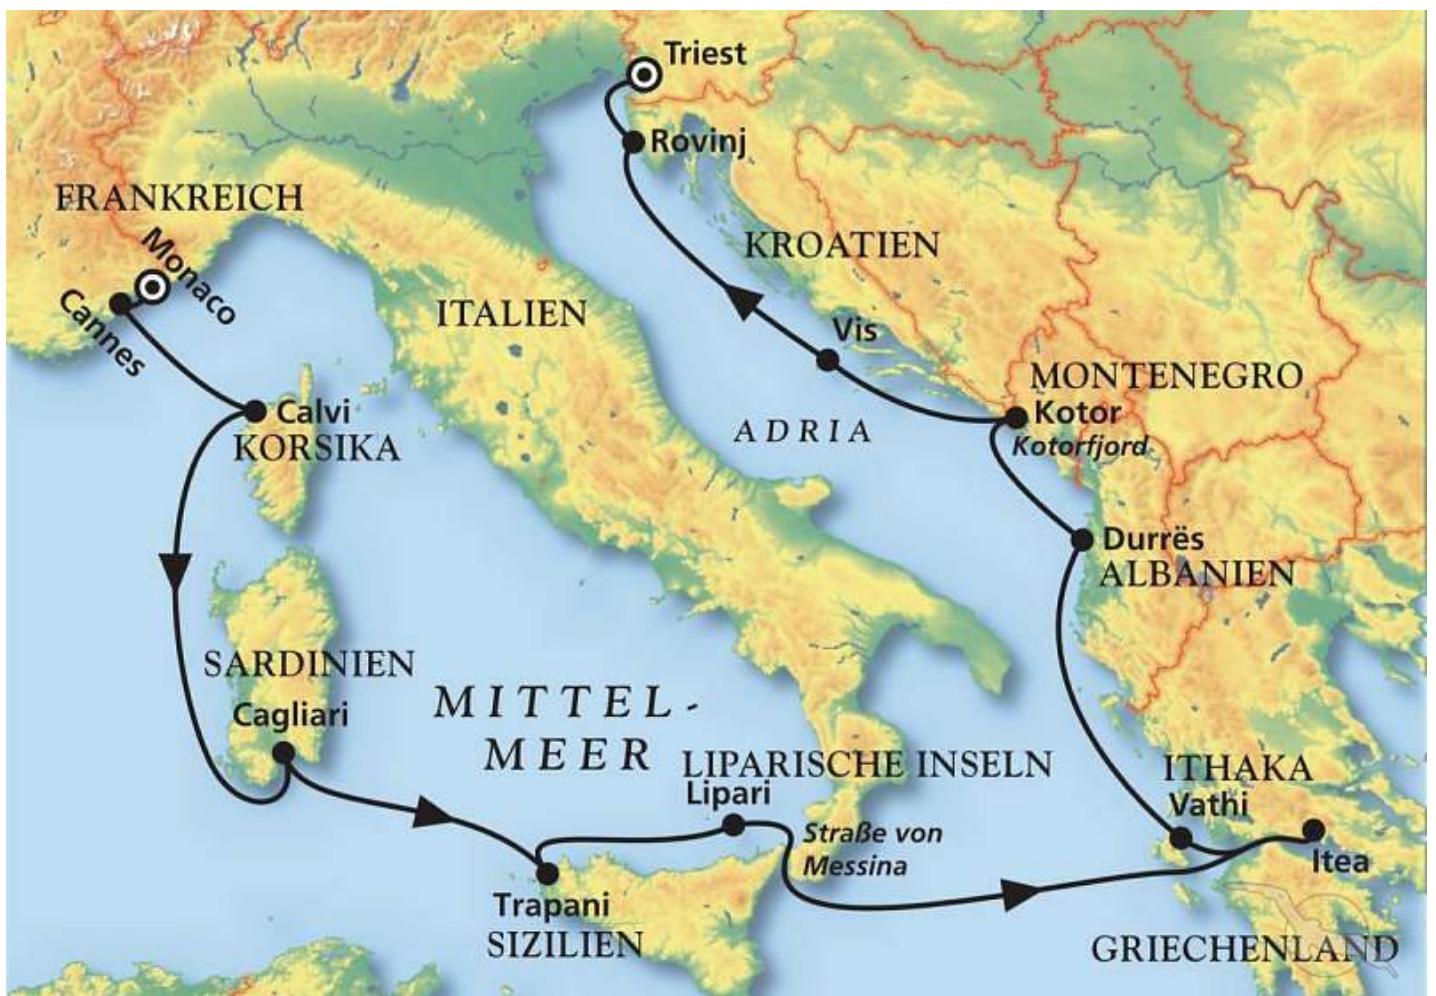 Triest
Rovinj
FRANKREICH
Monaco
KROATIEN
Cannes
ITALIEN
Vis
MONTENEGRO
Calvi
Kotor
KORSIKA
ADRIA
Kotorfjord
Durrës
ALBANIEN
SARDINIEN
Cagliari
MITTEL-
MEER
LIPARISCHE INSELN
Lipari
ITHAKA
Vathi
Straße von
Messina
Itea
Trapani
SIZILIEN
GRIECHENLAND